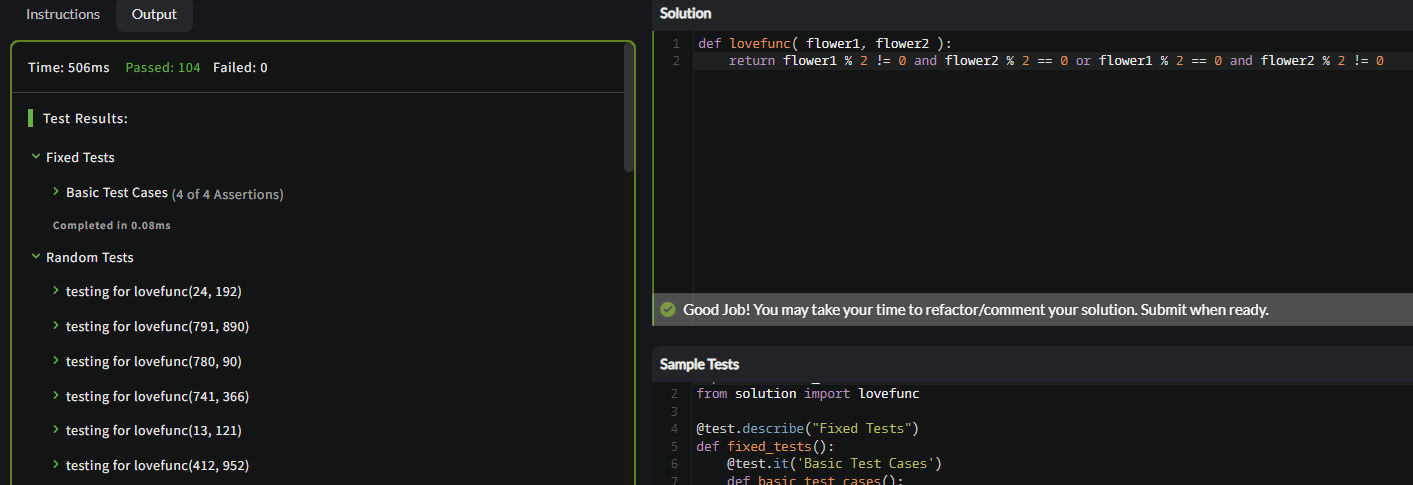 Instructions
Output
Time: 506ms Passed: 104 Failed: 0
Test Results:
Fixed Tests
Basic Test Cases (4 of 4 Assertions)
Completed in 0.08ms
Random Tests
testing for lovefunc(24, 192)
testing for lovefunc(791, 890)
testing for lovefunc(780, 90)
testing for lovefunc(741, 366)
testing for lovefunc(13, 121)
testing for lovefunc(412, 952)
Solution
1 def lovefunc( flower1, flower2 ):
2     return flower1 % 2 != 0 and flower2 % 2 == 0 or flower1 % 2 == 0 and flower2 % 2 != 0
Good Job! You may take your time to refactor/comment your solution. Submit when ready.
Sample Tests
2 from solution import lovefunc
3
4 @test.describe("Fixed Tests")
5 def fixed_tests():
6     @test.it('Basic Test Cases')
7     def basic_test_cases():